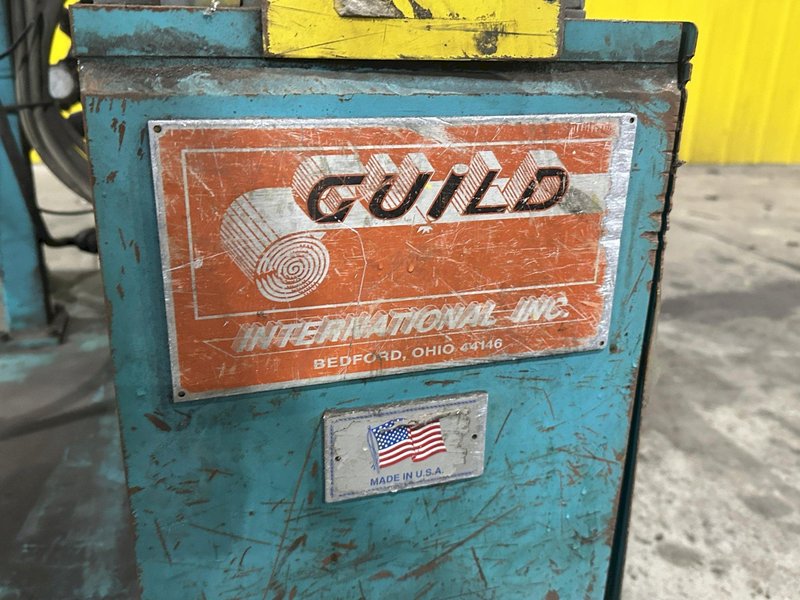 GUILD
INTERNATIONAL INC.
BEDFORD, OHIO 44146
MADE IN U.S.A.